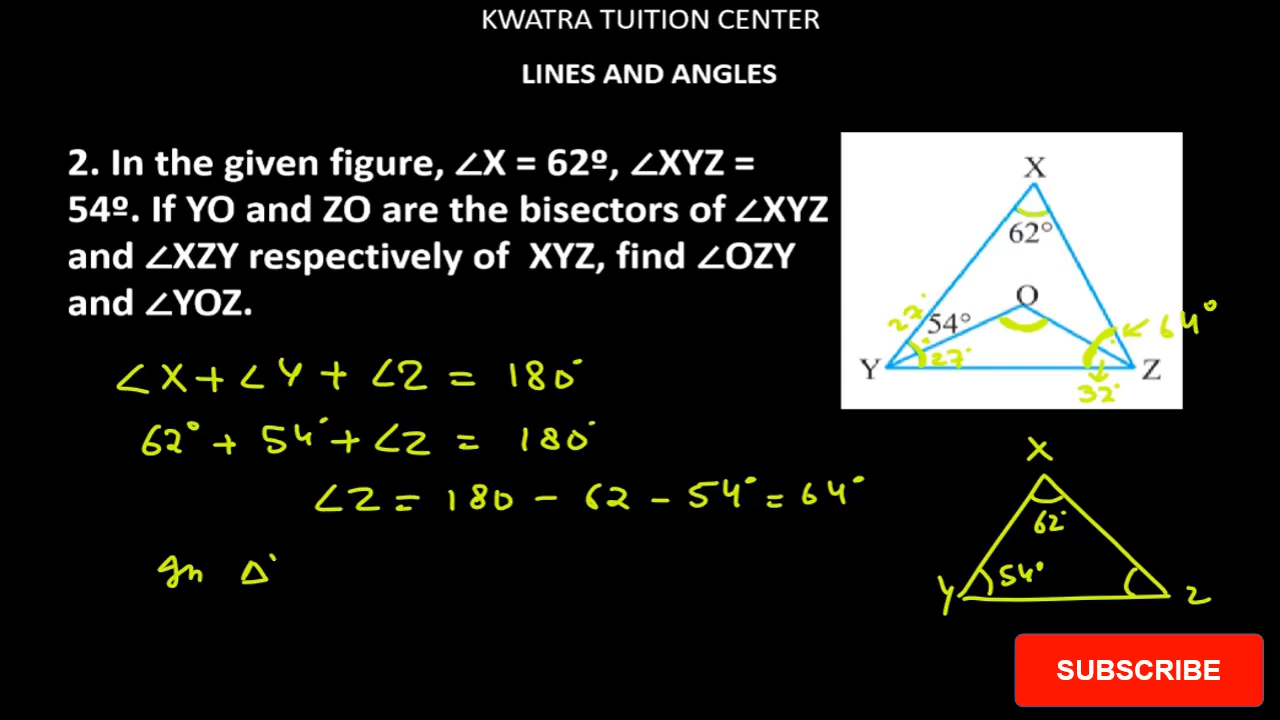 KWATRA TUITION CENTER
LINES AND ANGLES
2. In the given figure, ∠X = 62º, ∠XYZ =
54º. If YO and ZO are the bisectors of ∠XYZ
and ∠XZY respectively of XYZ, find ∠OZY
and ∠YOZ.
X
62°
O
27°
54°
64°
Y
27°
32°
Z
∠X + ∠Y + ∠Z = 180°
62° + 54° + ∠Z = 180°
∠Z = 180 - 62 - 54° = 64°
In Δ
X
62°
54°
Y
Z
SUBSCRIBE